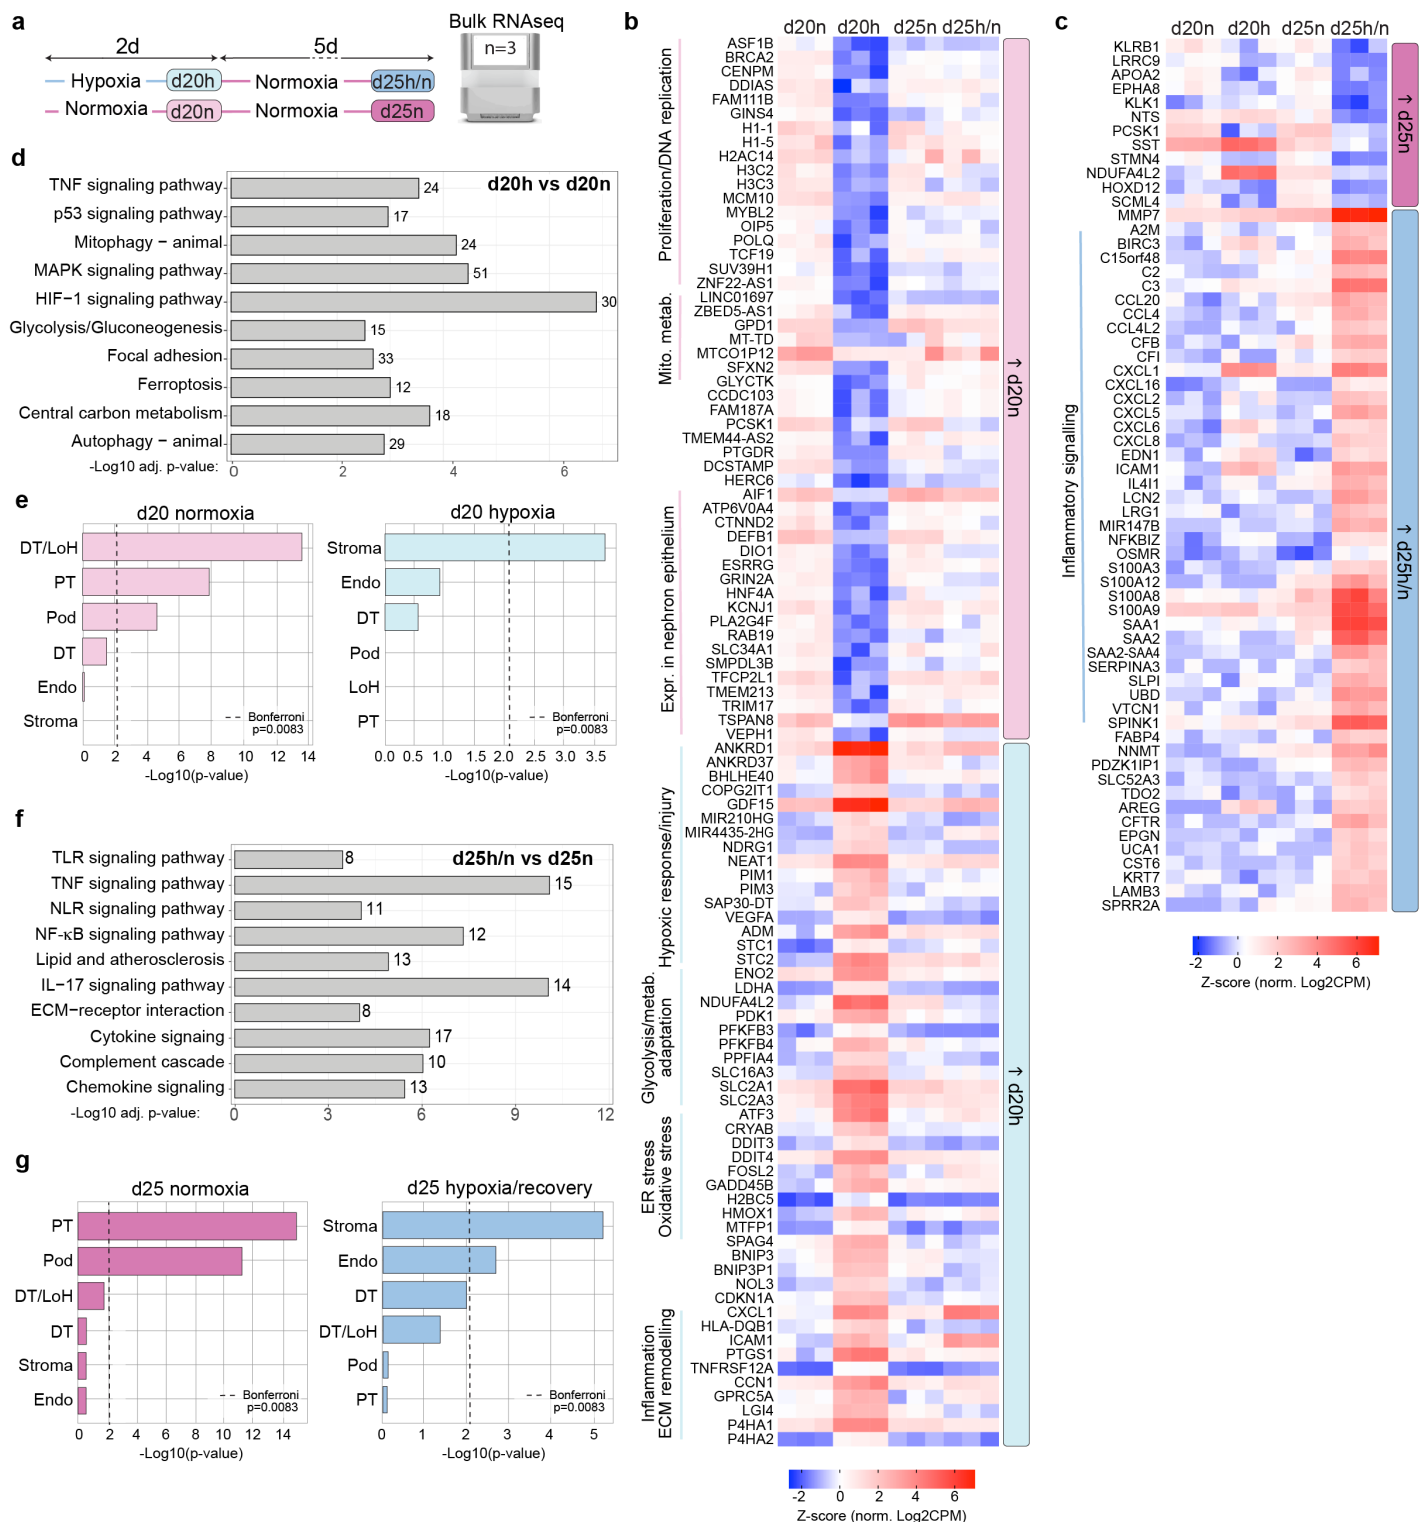 a
Bulk RNAseq
n=3
2d
5d
Hypoxia
d20h
Normoxia
d25h/n
Normoxia
d20n
Normoxia
d25n
d
d20h vs d20n
TNF signaling pathway
24
p53 signaling pathway
17
Mitophagy − animal
24
MAPK signaling pathway
51
HIF−1 signaling pathway
30
Glycolysis/Gluconeogenesis
15
Focal adhesion
33
Ferroptosis
12
Central carbon metabolism
18
Autophagy − animal
29
-Log10 adj. p-value:
0 2 4 6
e
d20 normoxia
DT/LoH
PT
Pod
DT
Endo
Stroma
Bonferroni
p=0.0083
0 2 4 6 8 10 12 14
-Log10(p-value)
d20 hypoxia
Stroma
Endo
DT
Pod
LoH
PT
Bonferroni
p=0.0083
0.0 0.5 1.0 1.5 2.0 2.5 3.0 3.5
-Log10(p-value)
f
d25h/n vs d25n
TLR signaling pathway
8
TNF signaling pathway
15
NLR signaling pathway
11
NF-κB signaling pathway
12
Lipid and atherosclerosis
13
IL−17 signaling pathway
14
ECM−receptor interaction
8
Cytokine signaing
17
Complement cascade
10
Chemokine signaling
13
-Log10 adj. p-value:
0 3 6 9 12
g
d25 normoxia
PT
Pod
DT/LoH
DT
Stroma
Endo
Bonferroni
p=0.0083
0 2 4 6 8 10 12 14
-Log10(p-value)
d25 hypoxia/recovery
Stroma
Endo
DT
DT/LoH
Pod
PT
Bonferroni
p=0.0083
0 1 2 3 4 5
-Log10(p-value)
b
d20n d20h d25n d25h/n
Proliferation/DNA replication
Mito. metab.
Expr. in nephron epithelium
Hypoxic response/injury
Glycolysis/metab.
adaptation
ER stress
Oxidative stress
Inflammation
ECM remodelling
ASF1B
BRCA2
CENPM
DDIAS
FAM111B
GINS4
H1-1
H1-5
H2AC14
H3C2
H3C3
MCM10
MYBL2
OIP5
POLQ
TCF19
SUV39H1
ZNF22-AS1
LINC01697
ZBED5-AS1
GPD1
MT-TD
MTCO1P12
SFXN2
GLYCTK
CCDC103
FAM187A
PCSK1
TMEM44-AS2
PTGDR
DCSTAMP
HERC6
AIF1
ATP6V0A4
CTNND2
DEFB1
DIO1
ESRRG
GRIN2A
HNF4A
KCNJ1
PLA2G4F
RAB19
SLC34A1
SMPDL3B
TFCP2L1
TMEM213
TRIM17
TSPAN8
VEPH1
ANKRD1
ANKRD37
BHLHE40
COPG2IT1
GDF15
MIR210HG
MIR4435-2HG
NDRG1
NEAT1
PIM1
PIM3
SAP30-DT
VEGFA
ADM
STC1
STC2
ENO2
LDHA
NDUFA4L2
PDK1
PFKFB3
PFKFB4
PPFIA4
SLC16A3
SLC2A1
SLC2A3
ATF3
CRYAB
DDIT3
DDIT4
FOSL2
GADD45B
H2BC5
HMOX1
MTFP1
SPAG4
BNIP3
BNIP3P1
NOL3
CDKN1A
CXCL1
HLA-DQB1
ICAM1
PTGS1
TNFRSF12A
CCN1
GPRC5A
LGI4
P4HA1
P4HA2
↑ d20n
↑ d20h
-2 0 2 4 6
Z-score (norm. Log2CPM)
c
d20n d20h d25n d25h/n
KLRB1
LRRC9
APOA2
EPHA8
KLK1
NTS
PCSK1
SST
STMN4
NDUFA4L2
HOXD12
SCML4
MMP7
A2M
BIRC3
C15orf48
C2
C3
CCL20
CCL4
CCL4L2
CFB
CFI
CXCL1
CXCL16
CXCL2
CXCL5
CXCL6
CXCL8
EDN1
ICAM1
IL4I1
LCN2
LRG1
MIR147B
NFKBIZ
OSMR
S100A3
S100A12
S100A8
S100A9
SAA1
SAA2
SAA2-SAA4
SERPINA3
SLPI
UBD
VTCN1
SPINK1
FABP4
NNMT
PDZK1IP1
SLC52A3
TDO2
AREG
CFTR
EPGN
UCA1
CST6
KRT7
LAMB3
SPRR2A
Inflammatory signalling
↑ d25n
↑ d25h/n
-2 0 2 4 6
Z-score (norm. Log2CPM)